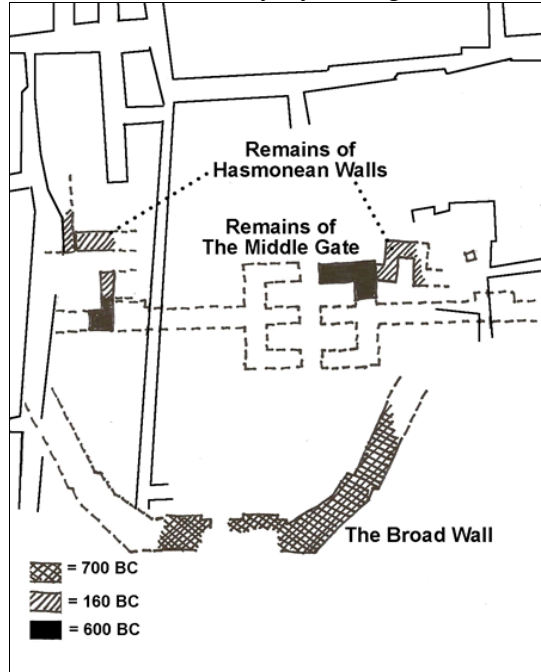 Remains of
Hasmonean Walls
Remains of
The Middle Gate
The Broad Wall
= 700 BC
= 160 BC
= 600 BC